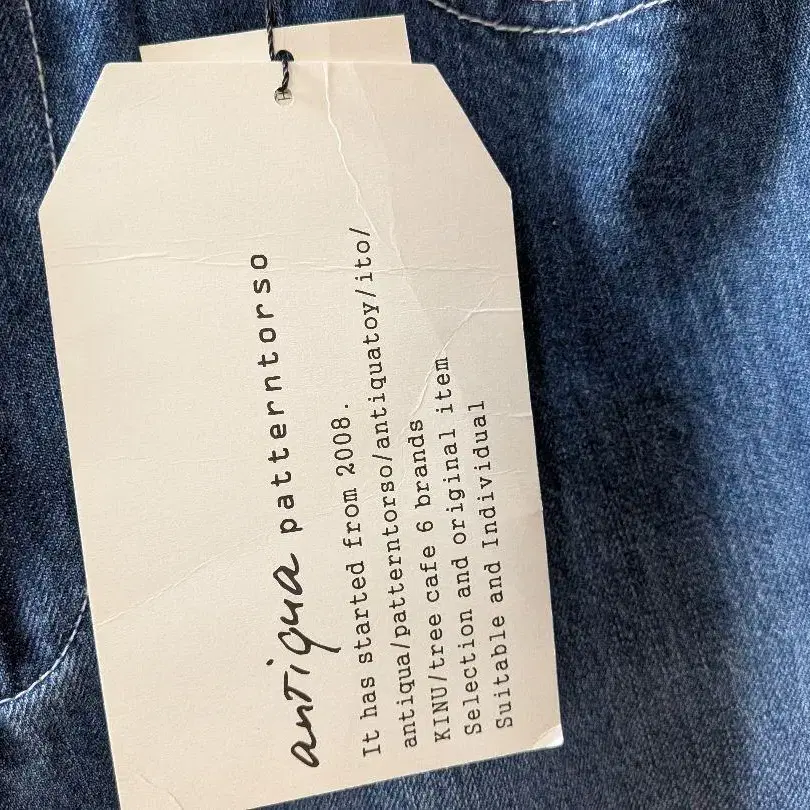 antiqua patterntorso
It has started from 2008.
antiqua/patterntorso/antiquatoy/ito/
KINU/tree cafe 6 brands
Selection and original item
Suitable and Individual